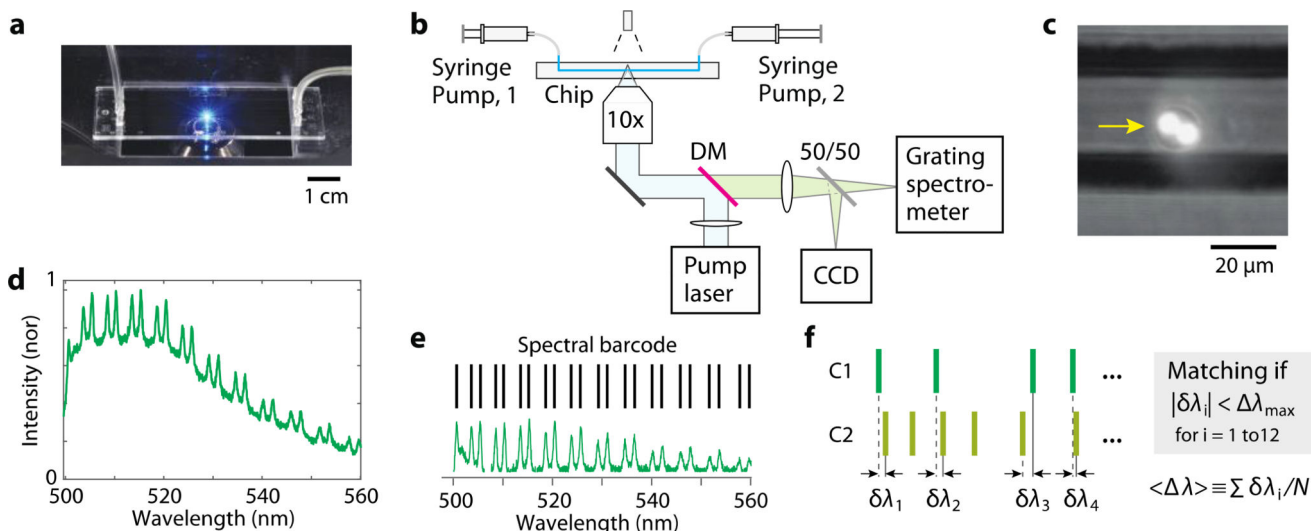 a
1 cm
b
Syringe
Pump, 1
Chip
Syringe
Pump, 2
10x
DM
50/50
Grating
spectro-
meter
Pump
laser
CCD
c
20 µm
d
1
0
Intensity (nor)
500 520 540 560
Wavelength (nm)
e
Spectral barcode
500 520 540 560
Wavelength (nm)
f
C1
...
C2
...
δλ1 δλ2 δλ3 δλ4
Matching if
|δλi| < Δλmax
for i = 1 to12
<Δλ> ≡ ∑ δλi/N